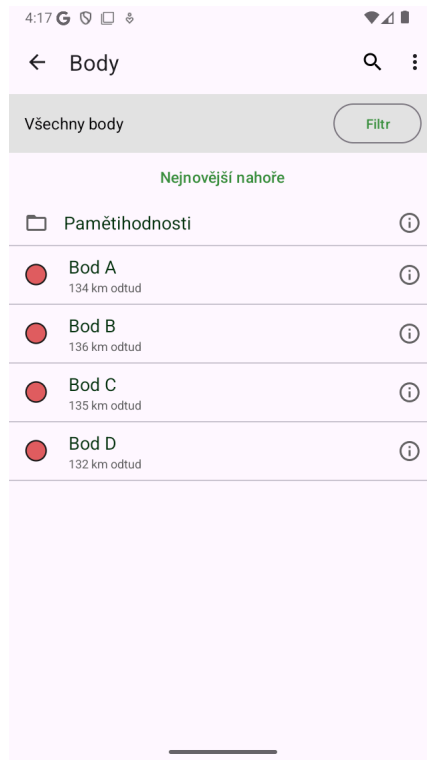 4:17
Body
Všechny body
Filtr
Nejnovější nahoře
Pamětihodnosti
Bod A
134 km odtud
Bod B
136 km odtud
Bod C
135 km odtud
Bod D
132 km odtud